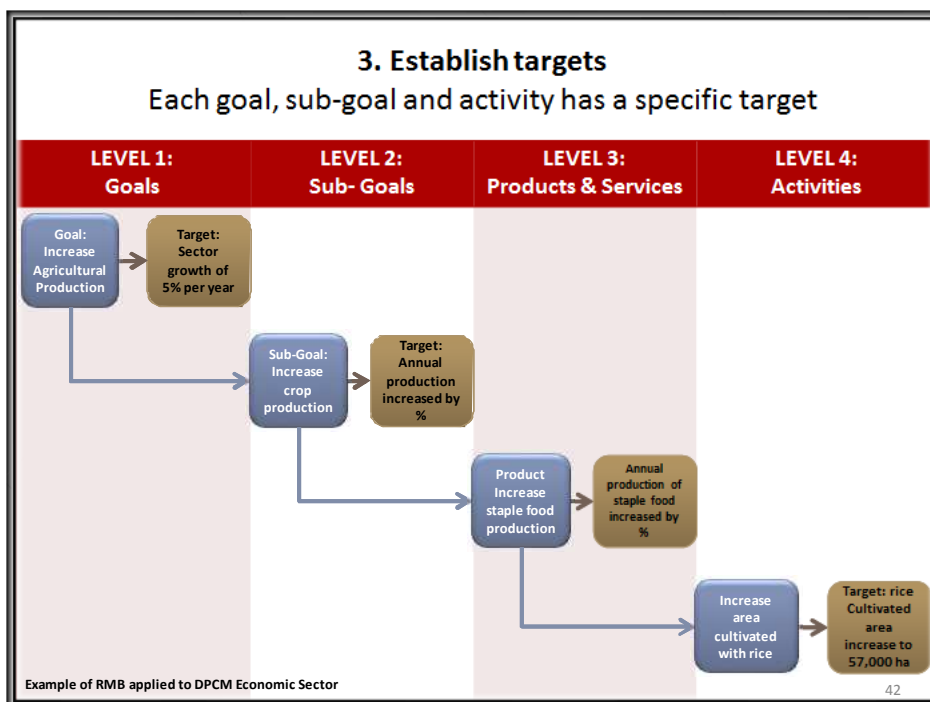 3. Establish targets
Each goal, sub-goal and activity has a specific target
LEVEL 1:
Goals
LEVEL 2:
Sub- Goals
LEVEL 3:
Products & Services
LEVEL 4:
Activities
Goal:
Increase
Agricultural
Production
Target:
Sector
growth of
5% per year
Sub-Goal:
Increase
crop
production
Target:
Annual
production
increased by
%
Product
Increase
staple food
production
Annual
production of
staple food
increased by
%
Increase
area
cultivated
with rice
Target: rice
Cultivated
area
increase to
57,000 ha
Example of RMB applied to DPCM Economic Sector
42